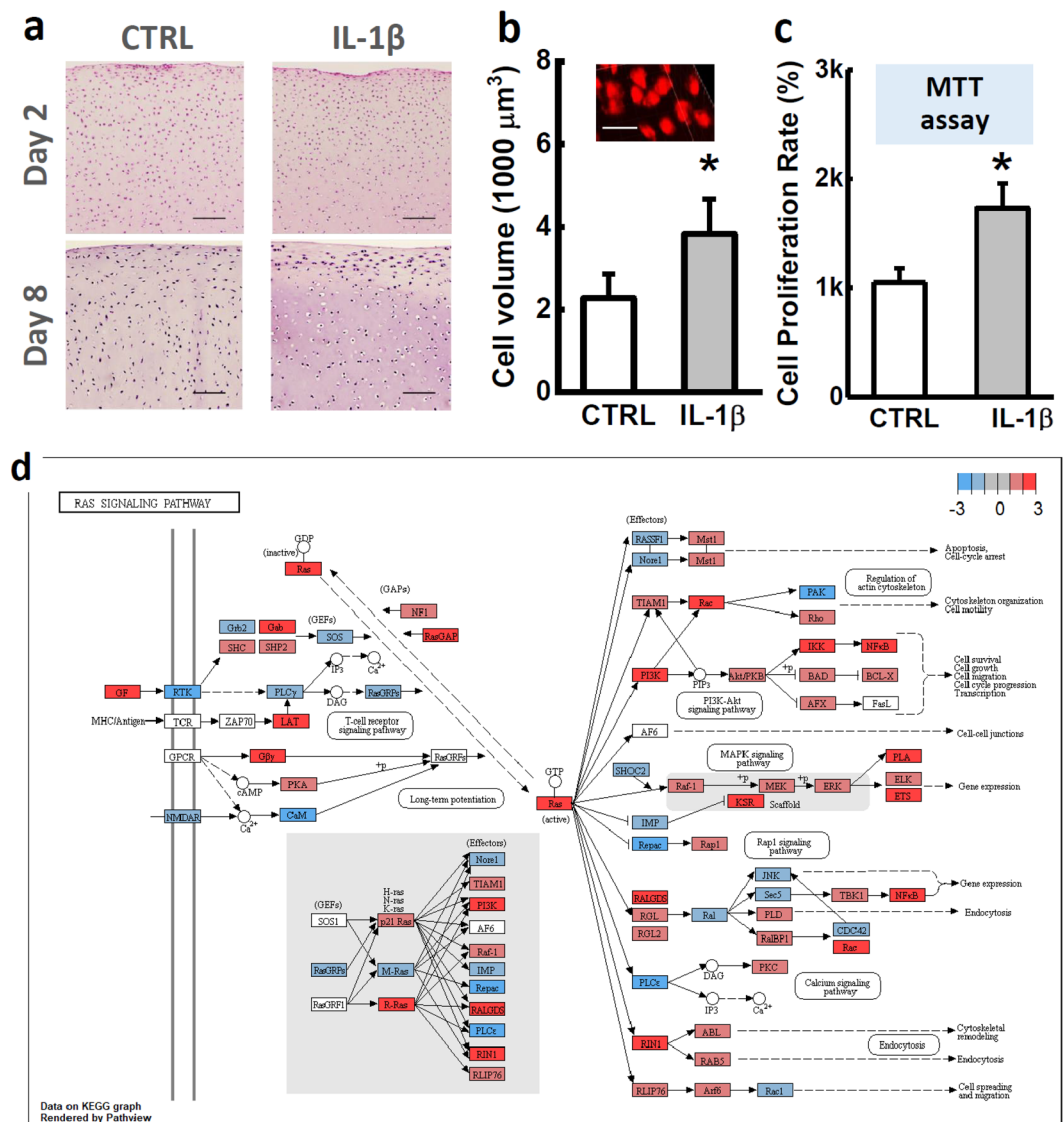 a
CTRL
IL-1β
Day 2
Day 8
b
Cell volume (1000 μm³)
8
6
4
2
0
*
CTRL
IL-1β
c
Cell Proliferation Rate (%)
3k
2k
1k
0
MTT
assay
*
CTRL
IL-1β
d
RAS SIGNALING PATHWAY
-3
0
3
GDP
(inactive)
Ras
(GAPs)
NF1
RasGAP
Grb2
Gab
(GEFs)
SOS
SHC
SHP2
IP3
Ca²⁺
GF
RTK
PLCγ
DAG
RasGRPs
MHC/Antigen
TCR
ZAP70
LAT
T-cell receptor
signaling pathway
GPCR
Gβγ
+p
RasGRFs
cAMP
PKA
Long-term potentiation
NMDAR
Ca²⁺
CaM
GTP
Ras
(active)
(Effectors)
RASSF1
Mst1
Nore1
Mst1
Apoptosis,
Cell-cycle arrest
Regulation of
actin cytoskeleton
TIAM1
Rac
PAK
Rho
Cytoskeleton organization
Cell motility
PI3K
PIP3
Akt/PKB
+p
IKK
NFκB
BAD
BCL-X
AFX
FasL
PI3K-Akt
signaling pathway
Cell survival
Cell growth
Cell migration
Cell cycle progression
Transcription
AF6
Cell-cell junctions
MAPK signaling
pathway
SHOC2
Raf-1
+p
MEK
+p
ERK
PLA
ELK
ETS
Gene expression
KSR
Scaffold
IMP
Repac
Rap1
Rap1 signaling
pathway
RALGDS
RGL
RGL2
Ral
JNK
Sec5
TBK1
NFκB
Gene expression
PLD
Endocytosis
RalBP1
CDC42
Rac
PLCε
DAG
PKC
IP3
Ca²⁺
Calcium signaling
pathway
RIN1
ABL
Cytoskeletal
remodeling
RAB5
Endocytosis
Endocytosis
RLIP76
Arf6
Rac1
Cell spreading
and migration
(Effectors)
Nore1
TIAM1
PI3K
AF6
Raf-1
IMP
Repac
RALGDS
PLCε
RIN1
RLIP76
H-ras
N-ras
K-ras
(GEFs)
SOS1
p21 Ras
RasGRPs
M-Ras
RasGRF1
R-Ras
Data on KEGG graph
Rendered by Pathview